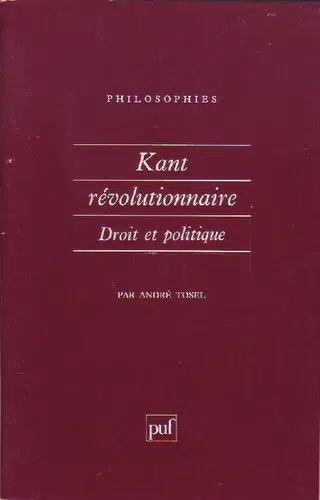 PHILOSOPHIES
Kant
révolutionnaire
Droit et politique
PAR ANDRÉ TOSEL
puf